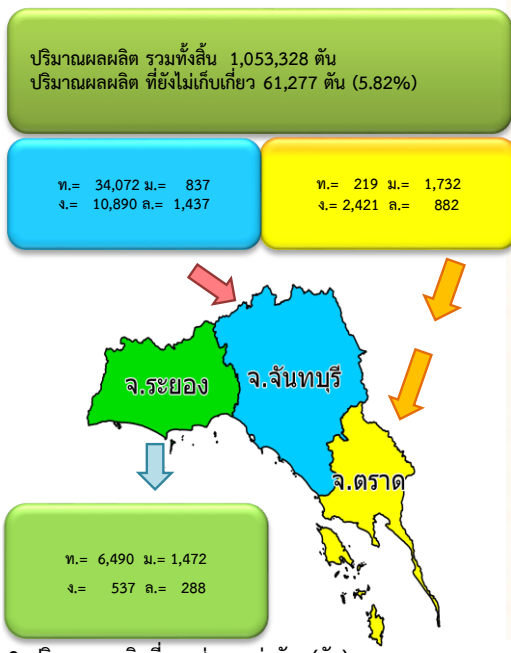 ปริมาณผลผลิต รวมทั้งสิ้น 1,053,328 ตัน
ปริมาณผลผลิต ที่ยังไม่เก็บเกี่ยว 61,277 ตัน (5.82%)
ท.= 34,072 ม.= 837
ง.= 10,890 ล.= 1,437
ท.= 219 ม.= 1,732
ง.= 2,421 ล.= 882
จ.ระยอง
จ.จันทบุรี
จ.ตราด
ท.= 6,490 ม.= 1,472
ง.= 537 ล.= 288